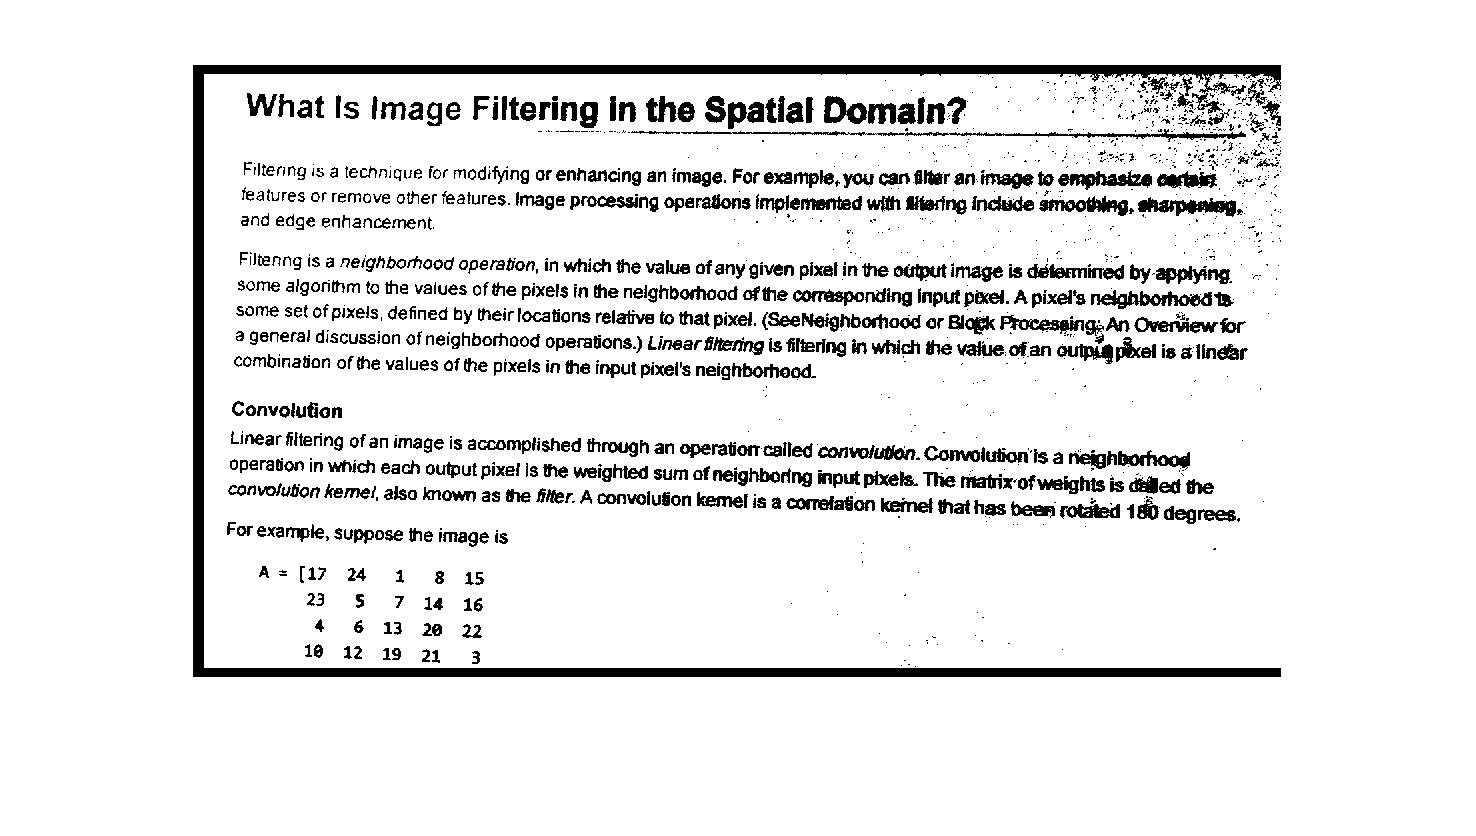 What Is Image Filtering in the Spatial Domain?
Filtering is a technique for modifying or enhancing an image. For example, you can filter an image to emphasize certain
features or remove other features. Image processing operations implemented with filtering include smoothing, sharpening,
and edge enhancement.
Filtering is a neighborhood operation, in which the value of any given pixel in the output image is determined by applying
some algorithm to the values of the pixels in the neighborhood of the corresponding input pixel. A pixel's neighborhood is
some set of pixels, defined by their locations relative to that pixel. (See Neighborhood or Block Processing: An Overview for
a general discussion of neighborhood operations.) Linear filtering is filtering in which the value of an output pixel is a linear
combination of the values of the pixels in the input pixel's neighborhood.
Convolution
Linear filtering of an image is accomplished through an operation called convolution. Convolution is a neighborhood
operation in which each output pixel is the weighted sum of neighboring input pixels. The matrix of weights is called the
convolution kernel, also known as the filter. A convolution kernel is a correlation kernel that has been rotated 180 degrees.
For example, suppose the image is
A = [17 24 1 8 15
23 5 7 14 16
4 6 13 20 22
10 12 19 21 3